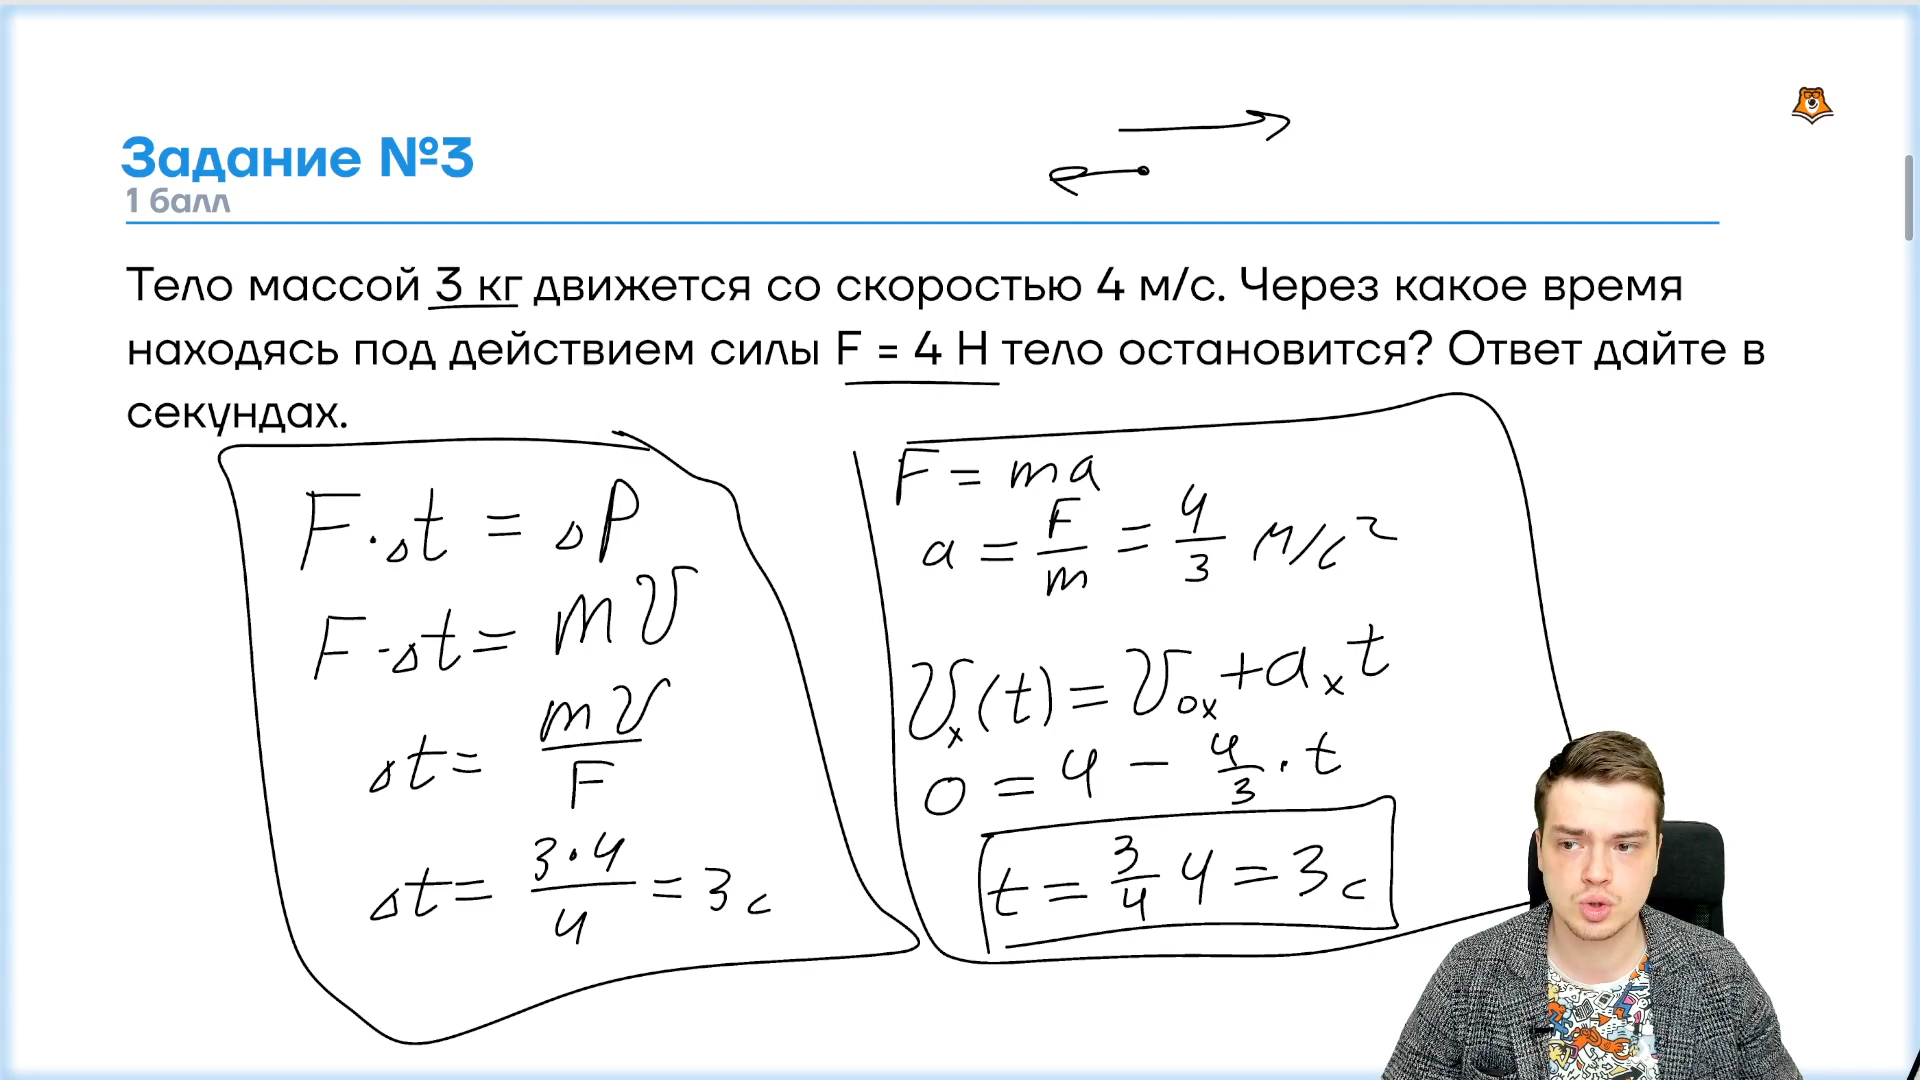 Задание №3
1 балл
Тело массой 3 кг движется со скоростью 4 м/с. Через какое время
находясь под действием силы F = 4 Н тело остановится? Ответ дайте в
секундах.
F · Δt = ΔP
F · Δt = mV
Δt = mV/F
Δt = 3·4/4 = 3 с
F = ma
a = F/m = 4/3 м/с²
Vₓ(t) = V₀ₓ + aₓt
0 = 4 − 4/3 · t
t = 3/4 4 = 3 с